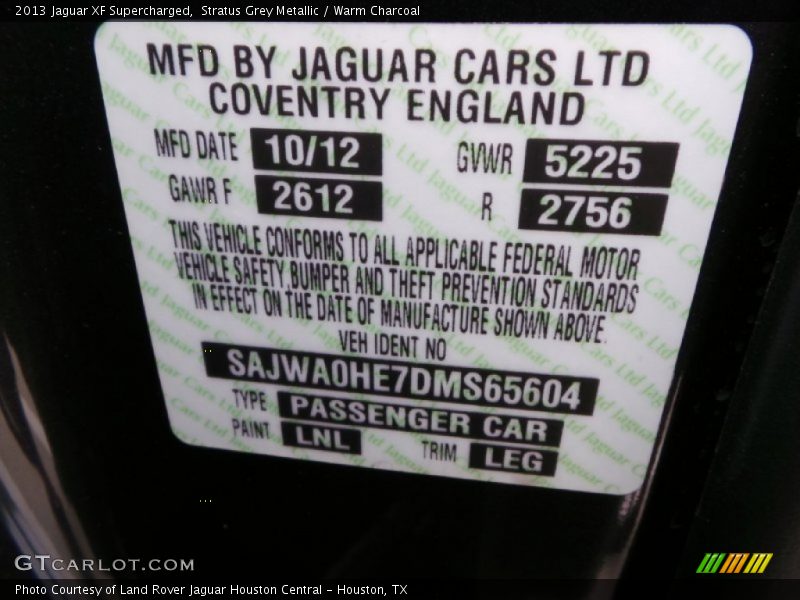 2013 Jaguar XF Supercharged,  Stratus Grey Metallic / Warm Charcoal
MFD BY JAGUAR CARS LTD
COVENTRY ENGLAND
MFD DATE 10/12 GVWR 5225
GAWR F 2612 R 2756
THIS VEHICLE CONFORMS TO ALL APPLICABLE FEDERAL MOTOR
VEHICLE SAFETY,BUMPER AND THEFT PREVENTION STANDARDS
IN EFFECT ON THE DATE OF MANUFACTURE SHOWN ABOVE.
VEH IDENT NO
SAJWA0HE7DMS65604
TYPE PASSENGER CAR
PAINT LNL TRIM LEG
GTCARLOT.COM
Photo Courtesy of Land Rover Jaguar Houston Central – Houston, TX